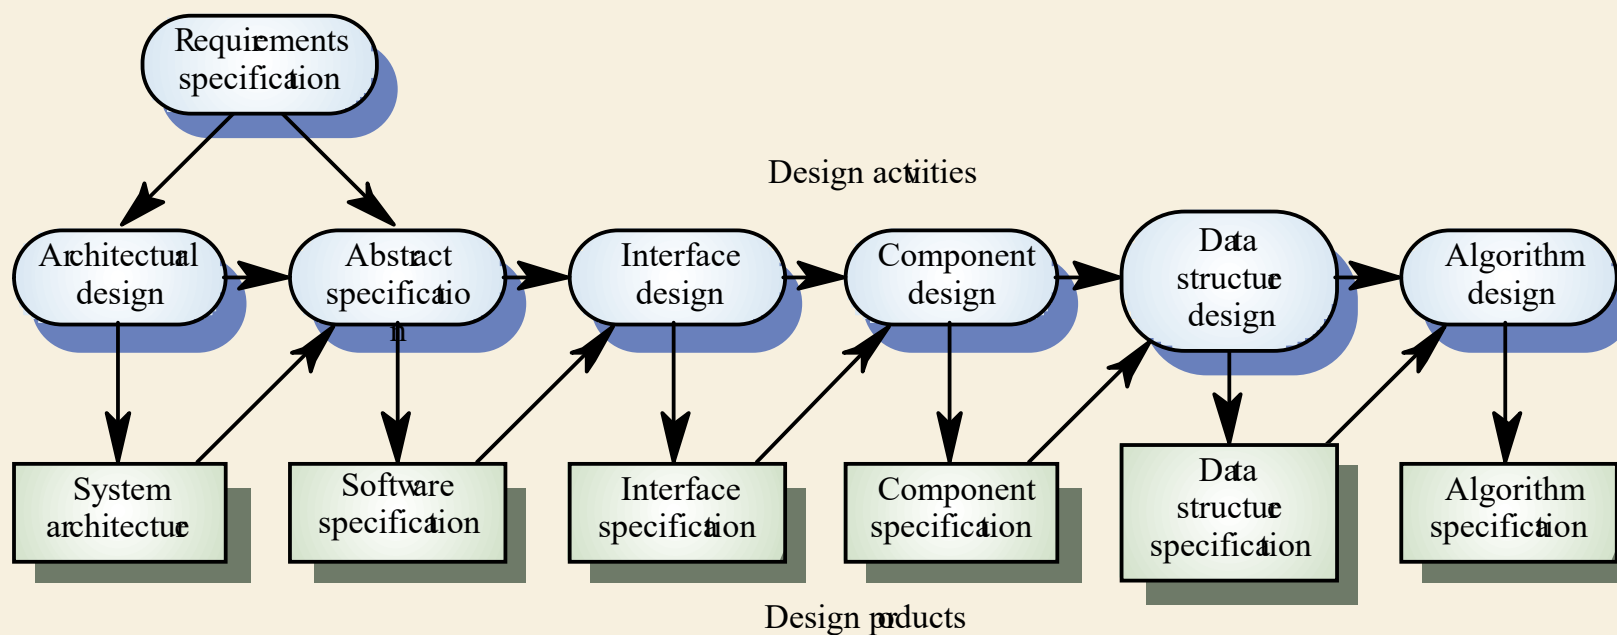 Requirements
specification
Design activities
Architectural
design
Abstract
specificatio
n
Interface
design
Component
design
Data
structure
design
Algorithm
design
System
architecture
Software
specification
Interface
specification
Component
specification
Data
structure
specification
Algorithm
specification
Design products